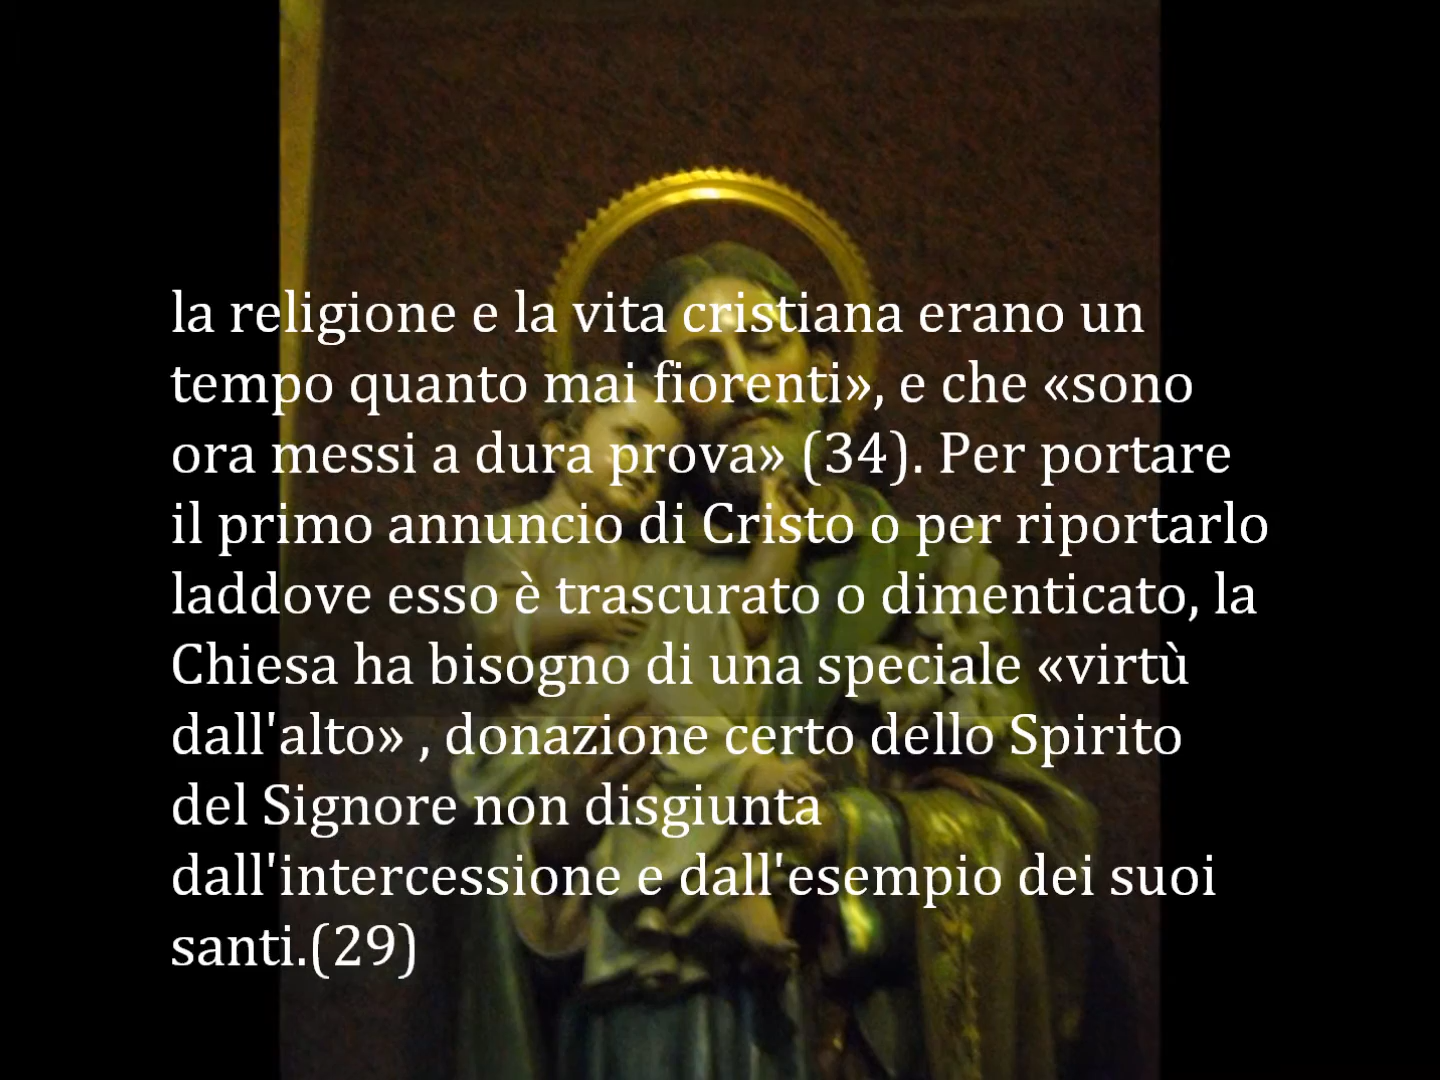 la religione e la vita cristiana erano un
tempo quanto mai fiorenti», e che «sono
ora messi a dura prova» (34). Per portare
il primo annuncio di Cristo o per riportarlo
laddove esso è trascurato o dimenticato, la
Chiesa ha bisogno di una speciale «virtù
dall'alto» , donazione certo dello Spirito
del Signore non disgiunta
dall'intercessione e dall'esempio dei suoi
santi.(29)